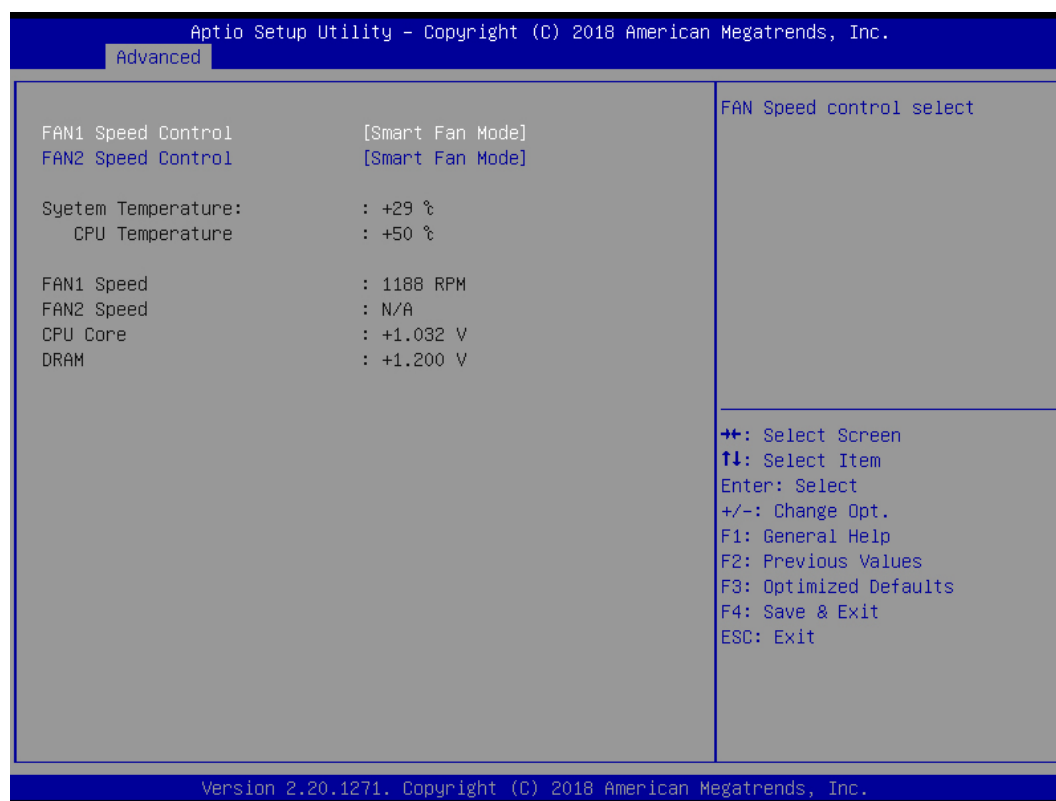 Aptio Setup Utility – Copyright (C) 2018 American Megatrends, Inc.
Advanced
FAN1 Speed Control [Smart Fan Mode]
FAN2 Speed Control [Smart Fan Mode]
Syetem Temperature: : +29 ℃
CPU Temperature : +50 ℃
FAN1 Speed : 1188 RPM
FAN2 Speed : N/A
CPU Core : +1.032 V
DRAM : +1.200 V
FAN Speed control select
→←: Select Screen
↑↓: Select Item
Enter: Select
+/-: Change Opt.
F1: General Help
F2: Previous Values
F3: Optimized Defaults
F4: Save & Exit
ESC: Exit
Version 2.20.1271. Copyright (C) 2018 American Megatrends, Inc.